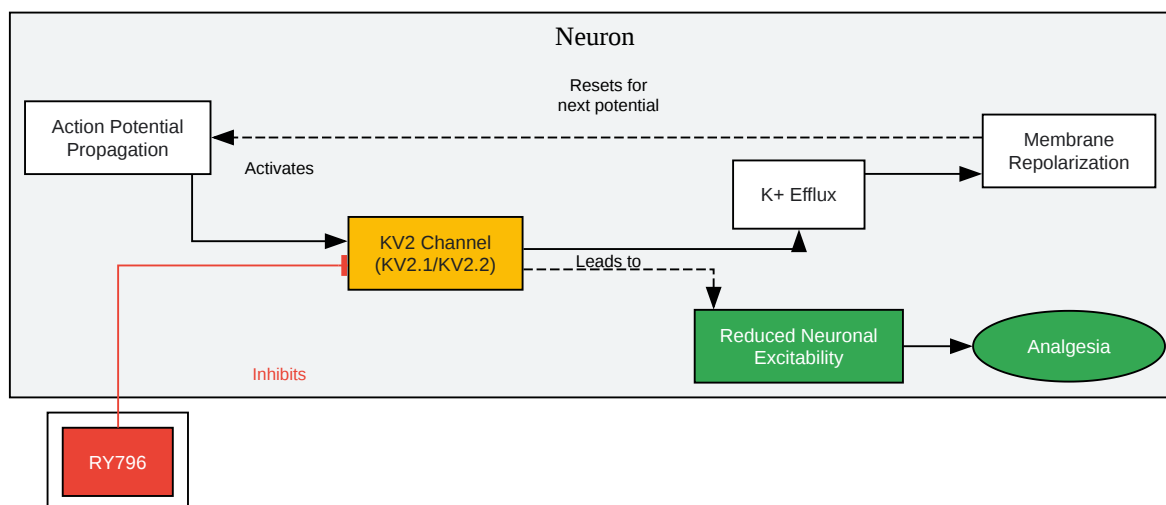 Neuron
Resets for
next potential
Action Potential
Propagation
Membrane
Repolarization
Activates
K+ Efflux
KV2 Channel
(KV2.1/KV2.2)
Leads to
Reduced Neuronal
Excitability
Analgesia
Inhibits
RY796